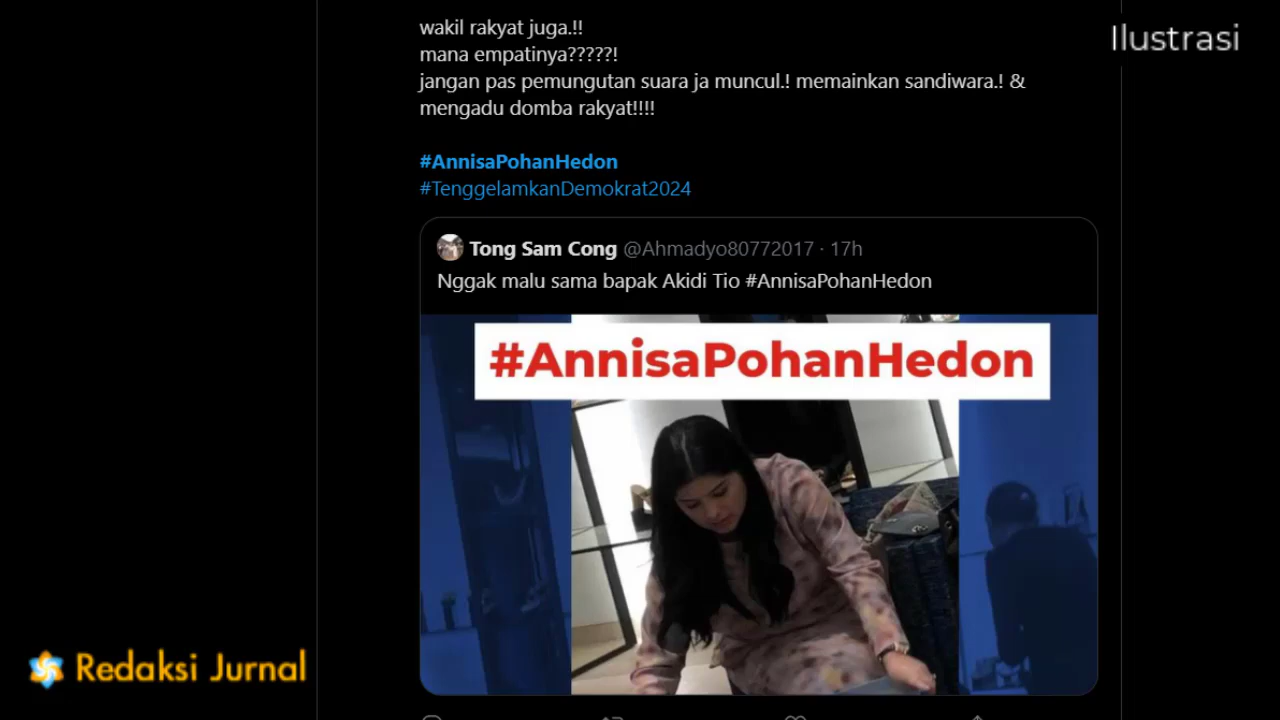 wakil rakyat juga.!!
Ilustrasi
mana empatinya?????!
jangan pas pemungutan suara ja muncul.! memainkan sandiwara.! &
mengadu domba rakyat!!!!
#AnnisaPohanHedon
#TenggelamkanDemokrat2024
Tong Sam Cong @Ahmadyo80772017 · 17h
Nggak malu sama bapak Akidi Tio #AnnisaPohanHedon
#AnnisaPohanHedon
Redaksi Jurnal